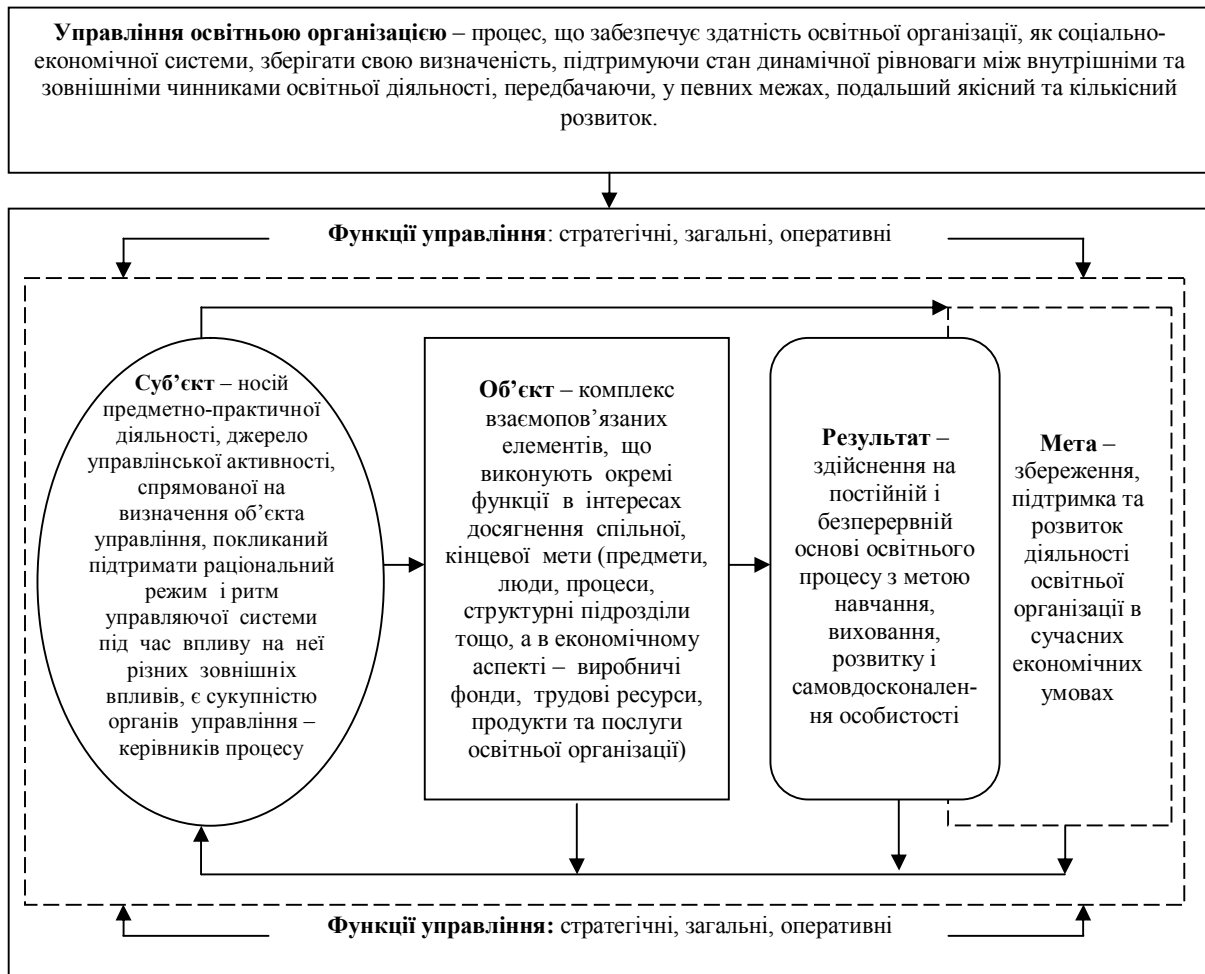 Управління освітньою організацією – процес, що забезпечує здатність освітньої організації, як соціально-
економічної системи, зберігати свою визначеність, підтримуючи стан динамічної рівноваги між внутрішніми та
зовнішніми чинниками освітньої діяльності, передбачаючи, у певних межах, подальший якісний та кількісний
розвиток.
Функції управління: стратегічні, загальні, оперативні
Суб’єкт – носій
предметно-практичної
діяльності, джерело
управлінської активності,
спрямованої на
визначення об’єкта
управління, покликаний
підтримати раціональний
режим і ритм
управляючої системи
під час впливу на неї
різних зовнішніх
впливів, є сукупністю
органів управління –
керівників процесу
Об’єкт – комплекс
взаємопов’язаних
елементів, що
виконують окремі
функції в інтересах
досягнення спільної,
кінцевої мети (предмети,
люди, процеси,
структурні підрозділи
тощо, а в економічному
аспекті – виробничі
фонди, трудові ресурси,
продукти та послуги
освітньої організації)
Результат –
здійснення на
постійній і
безперервній
основі освітнього
процесу з метою
навчання,
виховання,
розвитку і
самовдосконален-
ня особистості
Мета –
збереження,
підтримка та
розвиток
діяльності
освітньої
організації в
сучасних
економічних
умовах
Функції управління: стратегічні, загальні, оперативні